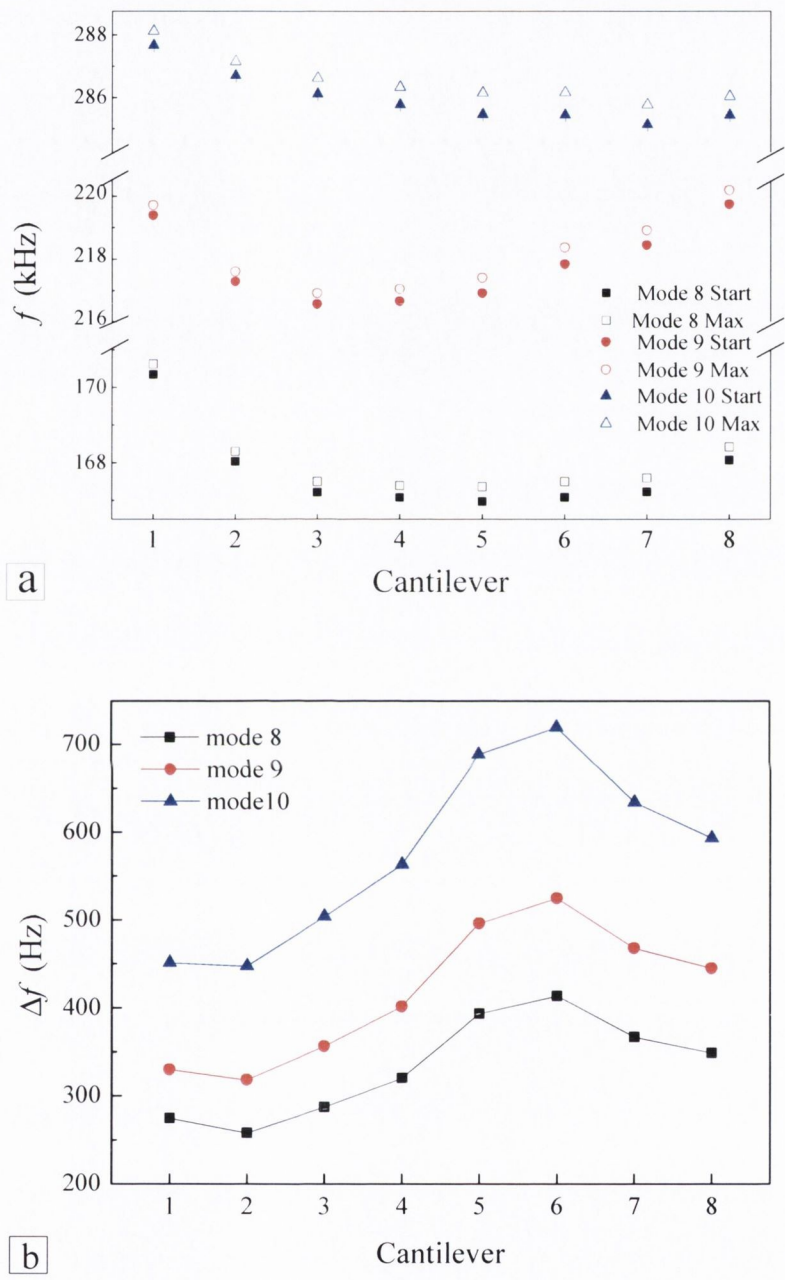 288
286
220
218
216
170
168
f (kHz)
Mode 8 Start
Mode 8 Max
Mode 9 Start
Mode 9 Max
Mode 10 Start
Mode 10 Max
1 2 3 4 5 6 7 8
Cantilever
a
700
600
500
400
300
200
Δf (Hz)
mode 8
mode 9
mode10
1 2 3 4 5 6 7 8
Cantilever
b